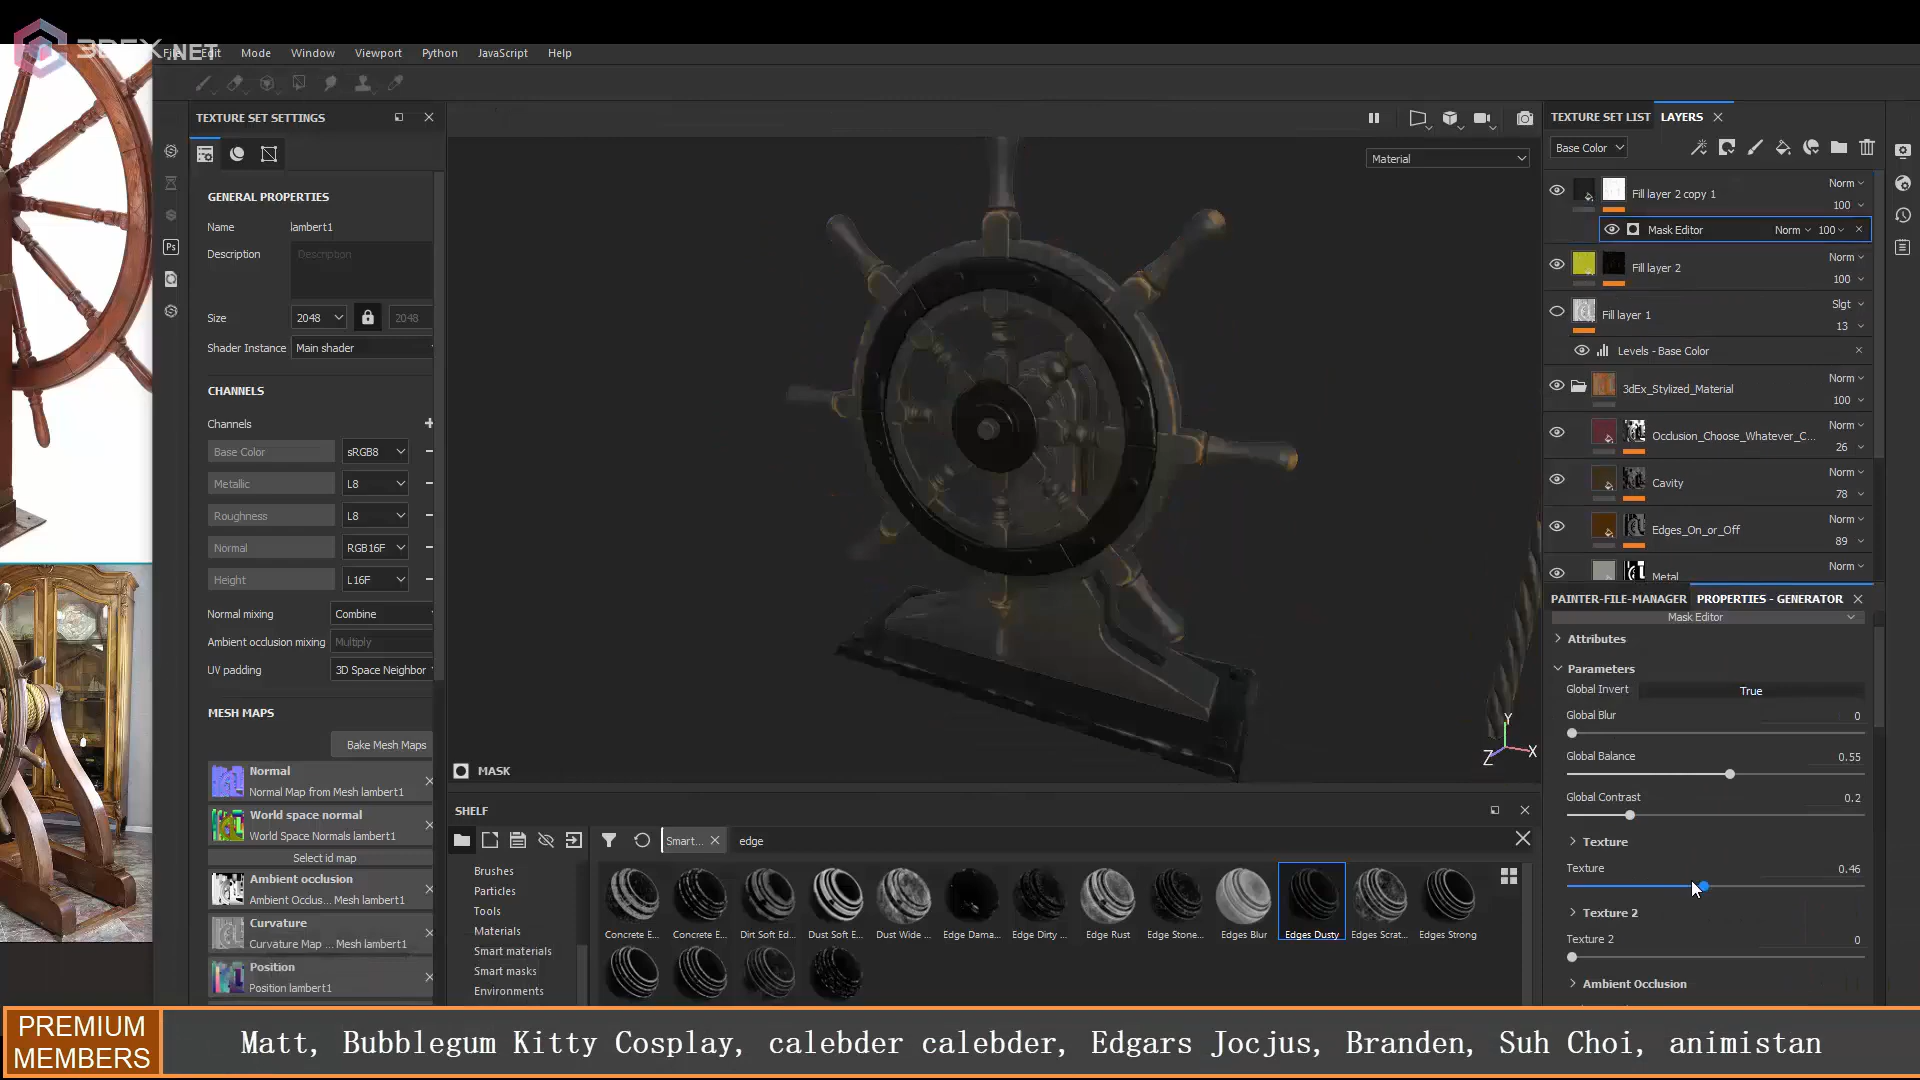 3DEX.NET
File Edit Mode Window Viewport Python JavaScript Help
TEXTURE SET SETTINGS
GENERAL PROPERTIES
Name lambert1
Description Description
Size 2048 2048
Shader Instance Main shader
CHANNELS
Channels
Base Color sRGB8
Metallic L8
Roughness L8
Normal RGB16F
Height L16F
Normal mixing Combine
Ambient occlusion mixing Multiply
UV padding 3D Space Neighbor
MESH MAPS
Bake Mesh Maps
Normal
Normal Map from Mesh lambert1
World space normal
World Space Normals lambert1
Select id map
Ambient occlusion
Ambient Occlus... Mesh lambert1
Curvature
Curvature Map ... Mesh lambert1
Position
Position lambert1
Ps
Material
Y
X
Z
MASK
SHELF
Smart... edge
Brushes
Particles
Tools
Materials
Smart materials
Smart masks
Environments
Concrete E... Concrete E... Dirt Soft Ed... Dust Soft E... Dust Wide ... Edge Dama... Edge Dirty ... Edge Rust Edge Stone... Edges Blur Edges Dusty Edges Scrat... Edges Strong
TEXTURE SET LIST LAYERS
Base Color
Fill layer 2 copy 1 Norm 100
Mask Editor Norm 100
Fill layer 2 Norm 100
Fill layer 1 Slgt 13
Levels - Base Color
3dEx_Stylized_Material Norm 100
Occlusion_Choose_Whatever_C... Norm 26
Cavity Norm 78
Edges_On_or_Off Norm 89
Metal Norm
PAINTER-FILE-MANAGER PROPERTIES - GENERATOR
Mask Editor
Attributes
Parameters
Global Invert True
Global Blur 0
Global Balance 0.55
Global Contrast 0.2
Texture
Texture 0.46
Texture 2
Texture 2 0
Ambient Occlusion
PREMIUM
MEMBERS
Matt, Bubblegum Kitty Cosplay, calebder calebder, Edgars Jocjus, Branden, Suh Choi, animistan